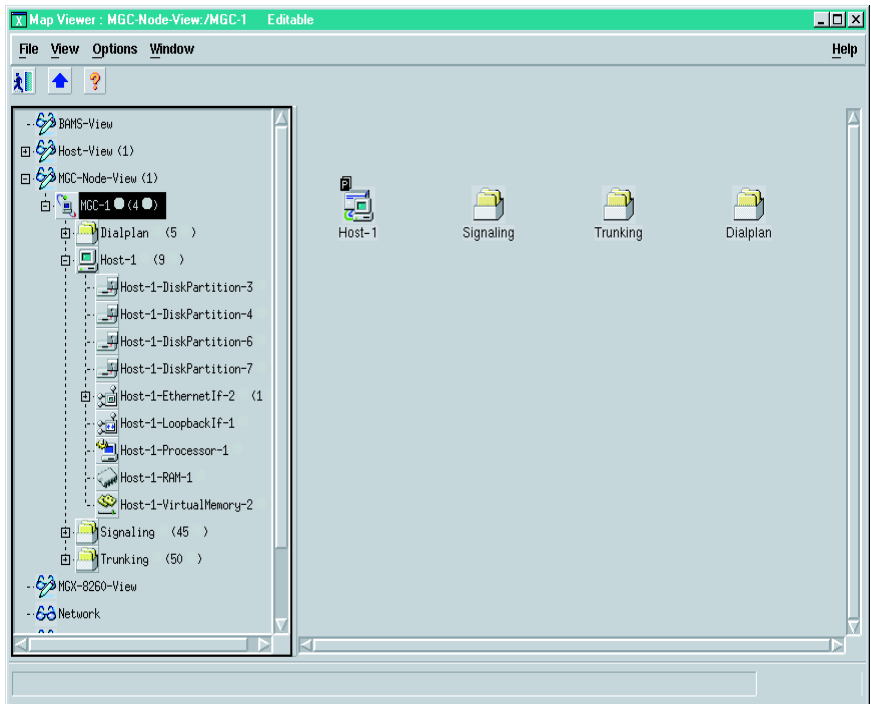 Map Viewer : MGC-Node-View:/MGC-1 Editable
File View Options Window Help
BAMS-View
Host-View (1)
MGC-Node-View (1)
MGC-1 (4 )
Dialplan (5 )
Host-1 (9 )
Host-1-DiskPartition-3
Host-1-DiskPartition-4
Host-1-DiskPartition-6
Host-1-DiskPartition-7
Host-1-EthernetIf-2 (1
Host-1-LoopbackIf-1
Host-1-Processor-1
Host-1-RAM-1
Host-1-VirtualMemory-2
Signaling (45 )
Trunking (50 )
MGX-8260-View
Network
P
Host-1 Signaling Trunking Dialplan